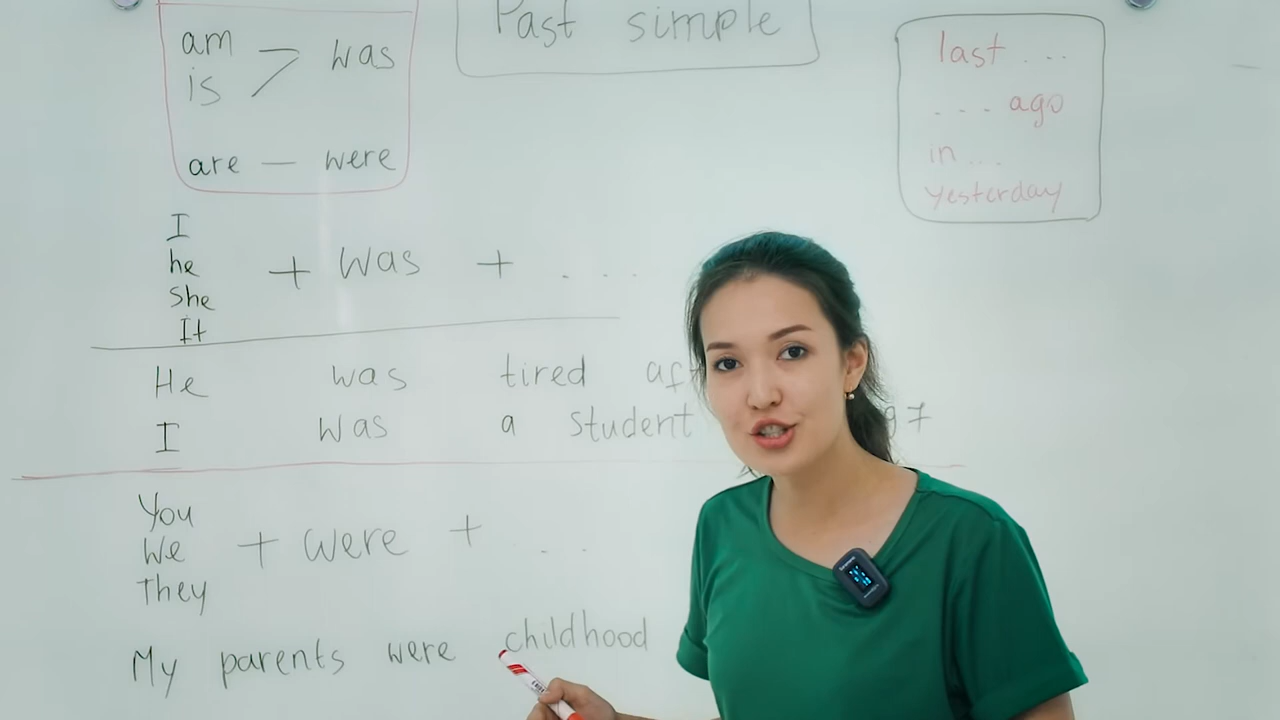 am
is > was
are — were
Past simple
last ....
... ago
in ...
yesterday
I
he
she
It
+ was + ....
He was tired
I was a student 7
You
We
They
+ were + ...
My parents were childhood